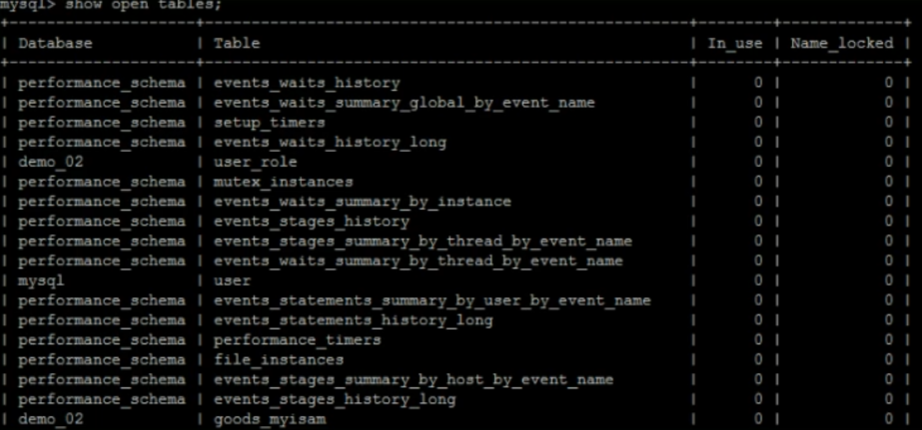 mysql> show open tables;
+--------------------+----------------------------------------------------+--------+-------------+
| Database | Table | In_use | Name_locked |
+--------------------+----------------------------------------------------+--------+-------------+
| performance_schema | events_waits_history | 0 | 0 |
| performance_schema | events_waits_summary_global_by_event_name | 0 | 0 |
| performance_schema | setup_timers | 0 | 0 |
| performance_schema | events_waits_history_long | 0 | 0 |
| demo_02 | user_role | 0 | 0 |
| performance_schema | mutex_instances | 0 | 0 |
| performance_schema | events_waits_summary_by_instance | 0 | 0 |
| performance_schema | events_stages_history | 0 | 0 |
| performance_schema | events_stages_summary_by_thread_by_event_name | 0 | 0 |
| performance_schema | events_waits_summary_by_thread_by_event_name | 0 | 0 |
| mysql | user | 0 | 0 |
| performance_schema | events_statements_summary_by_user_by_event_name | 0 | 0 |
| performance_schema | events_statements_history_long | 0 | 0 |
| performance_schema | performance_timers | 0 | 0 |
| performance_schema | file_instances | 0 | 0 |
| performance_schema | events_stages_summary_by_host_by_event_name | 0 | 0 |
| performance_schema | events_stages_history_long | 0 | 0 |
| demo_02 | goods_myisam | 0 | 0 |